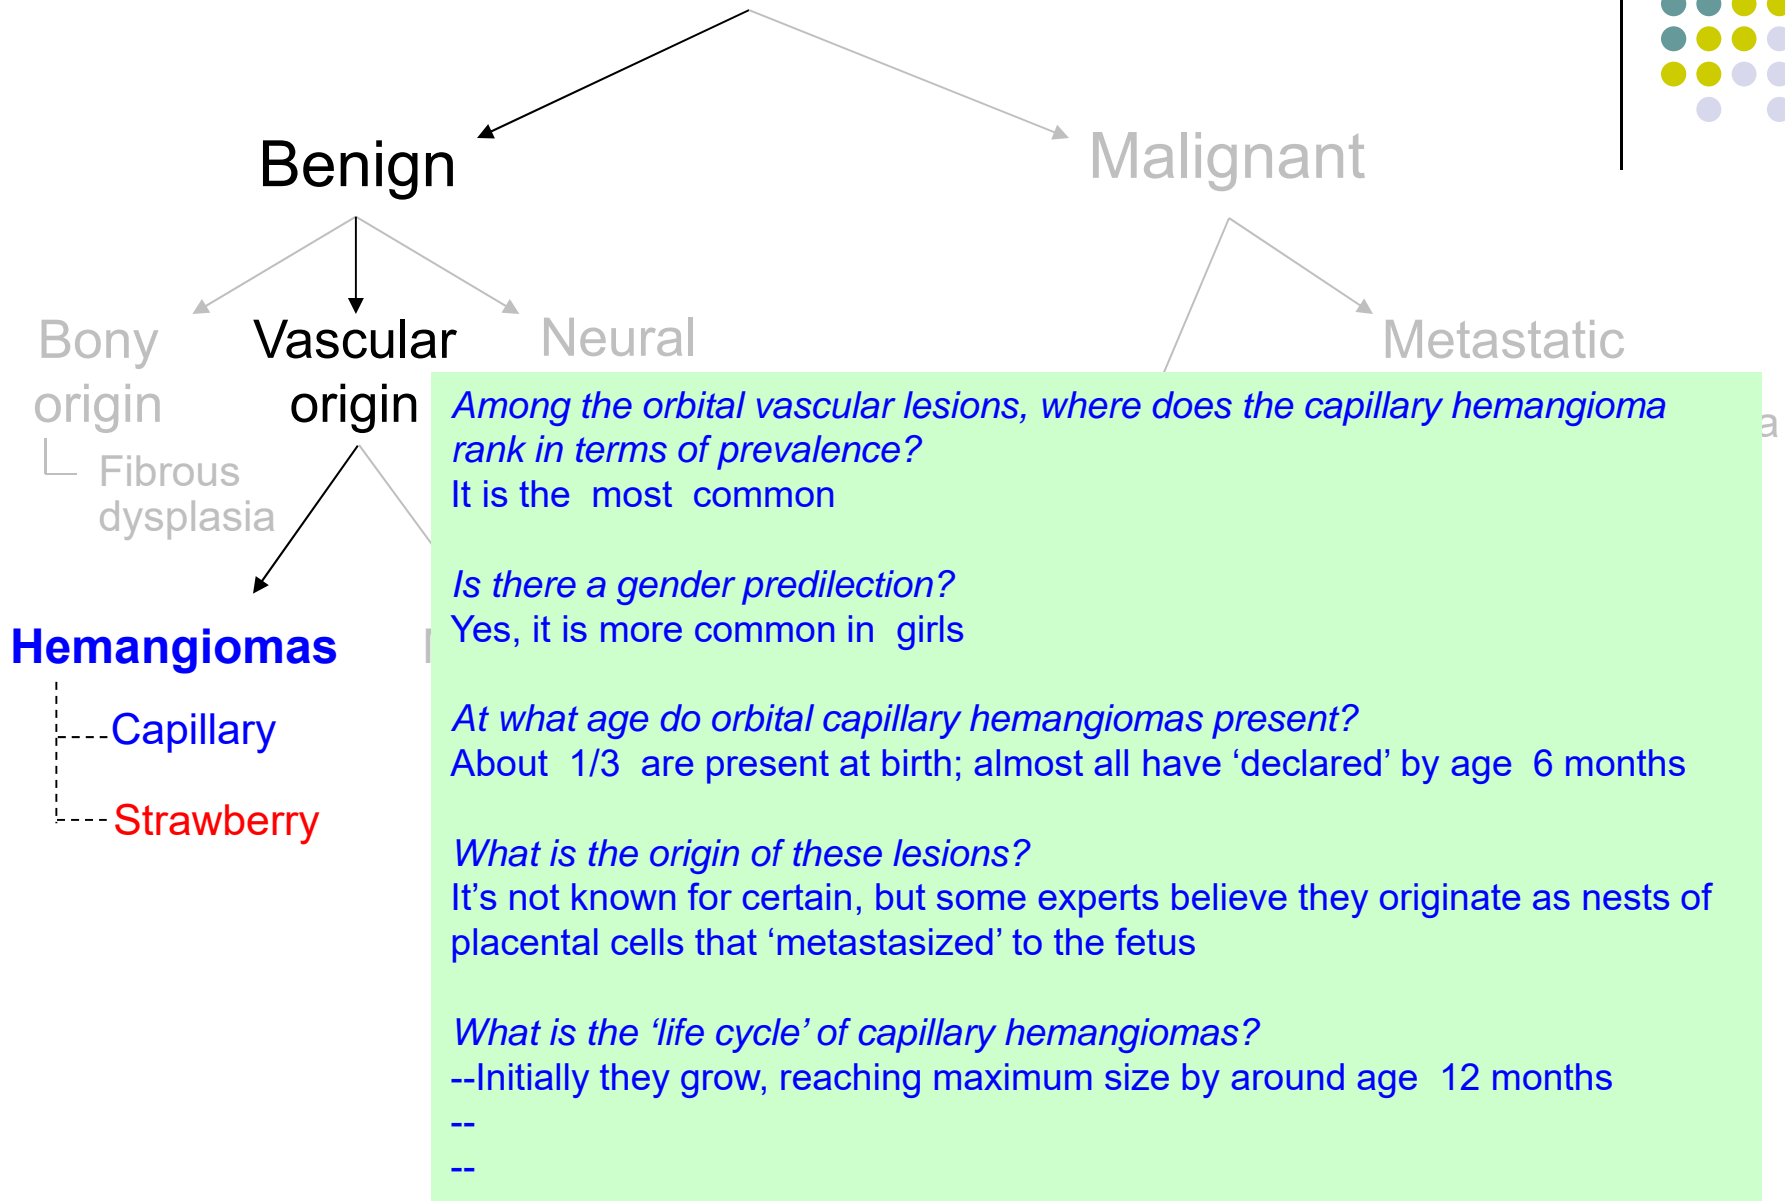 Benign
Malignant
Bony
origin
Vascular
origin
Neural
Metastatic
Fibrous
dysplasia
Hemangiomas
Capillary
Strawberry
Among the orbital vascular lesions, where does the capillary hemangioma
rank in terms of prevalence?
It is the most common
Is there a gender predilection?
Yes, it is more common in girls
At what age do orbital capillary hemangiomas present?
About 1/3 are present at birth; almost all have ‘declared’ by age 6 months
What is the origin of these lesions?
It’s not known for certain, but some experts believe they originate as nests of
placental cells that ‘metastasized’ to the fetus
What is the ‘life cycle’ of capillary hemangiomas?
--Initially they grow, reaching maximum size by around age 12 months
--
--